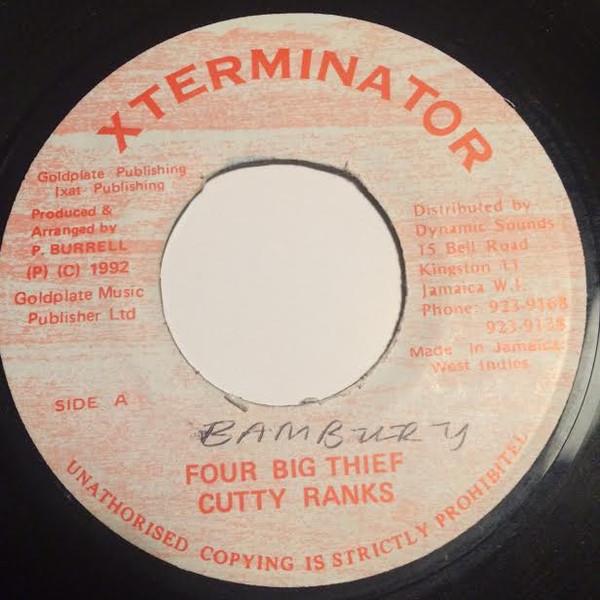 XTERMINATOR
Goldplate Publishing
Ixat Publishing
Produced &
Arranged by
P. BURRELL
(P) (C) 1992
Goldplate Music
Publisher Ltd
Distributed by
Dynamic Sounds
15 Bell Road
Kingston 11
Jamaica W.I.
Phone: 923-9168
923-9138
Made in Jamaica
West Indies
SIDE A
BAMBURY
FOUR BIG THIEF
CUTTY RANKS
UNAUTHORISED COPYING IS STRICTLY PROHIBITED